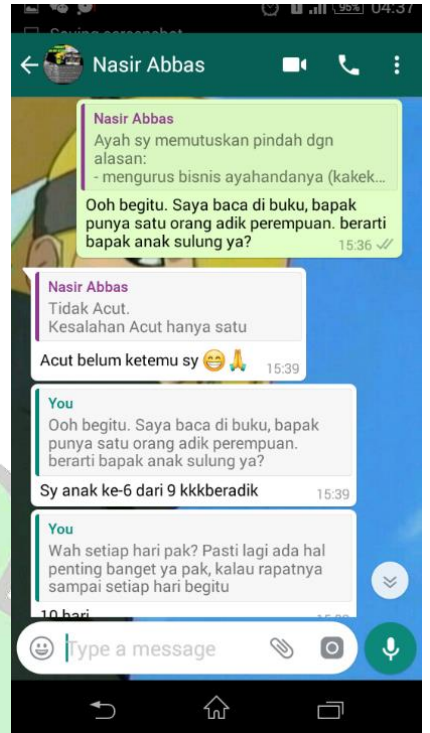 95% 04:37
Saving screenshot
Nasir Abbas
Nasir Abbas
Ayah sy memutuskan pindah dgn
alasan:
- mengurus bisnis ayahandanya (kakek...
Ooh begitu. Saya baca di buku, bapak
punya satu orang adik perempuan. berarti
bapak anak sulung ya?
15:36
Nasir Abbas
Tidak Acut.
Kesalahan Acut hanya satu
Acut belum ketemu sy
15:39
You
Ooh begitu. Saya baca di buku, bapak
punya satu orang adik perempuan.
berarti bapak anak sulung ya?
Sy anak ke-6 dari 9 kkkberadik
15:39
You
Wah setiap hari pak? Pasti lagi ada hal
penting banget ya pak, kalau rapatnya
sampai setiap hari begitu
10 hari
Type a message